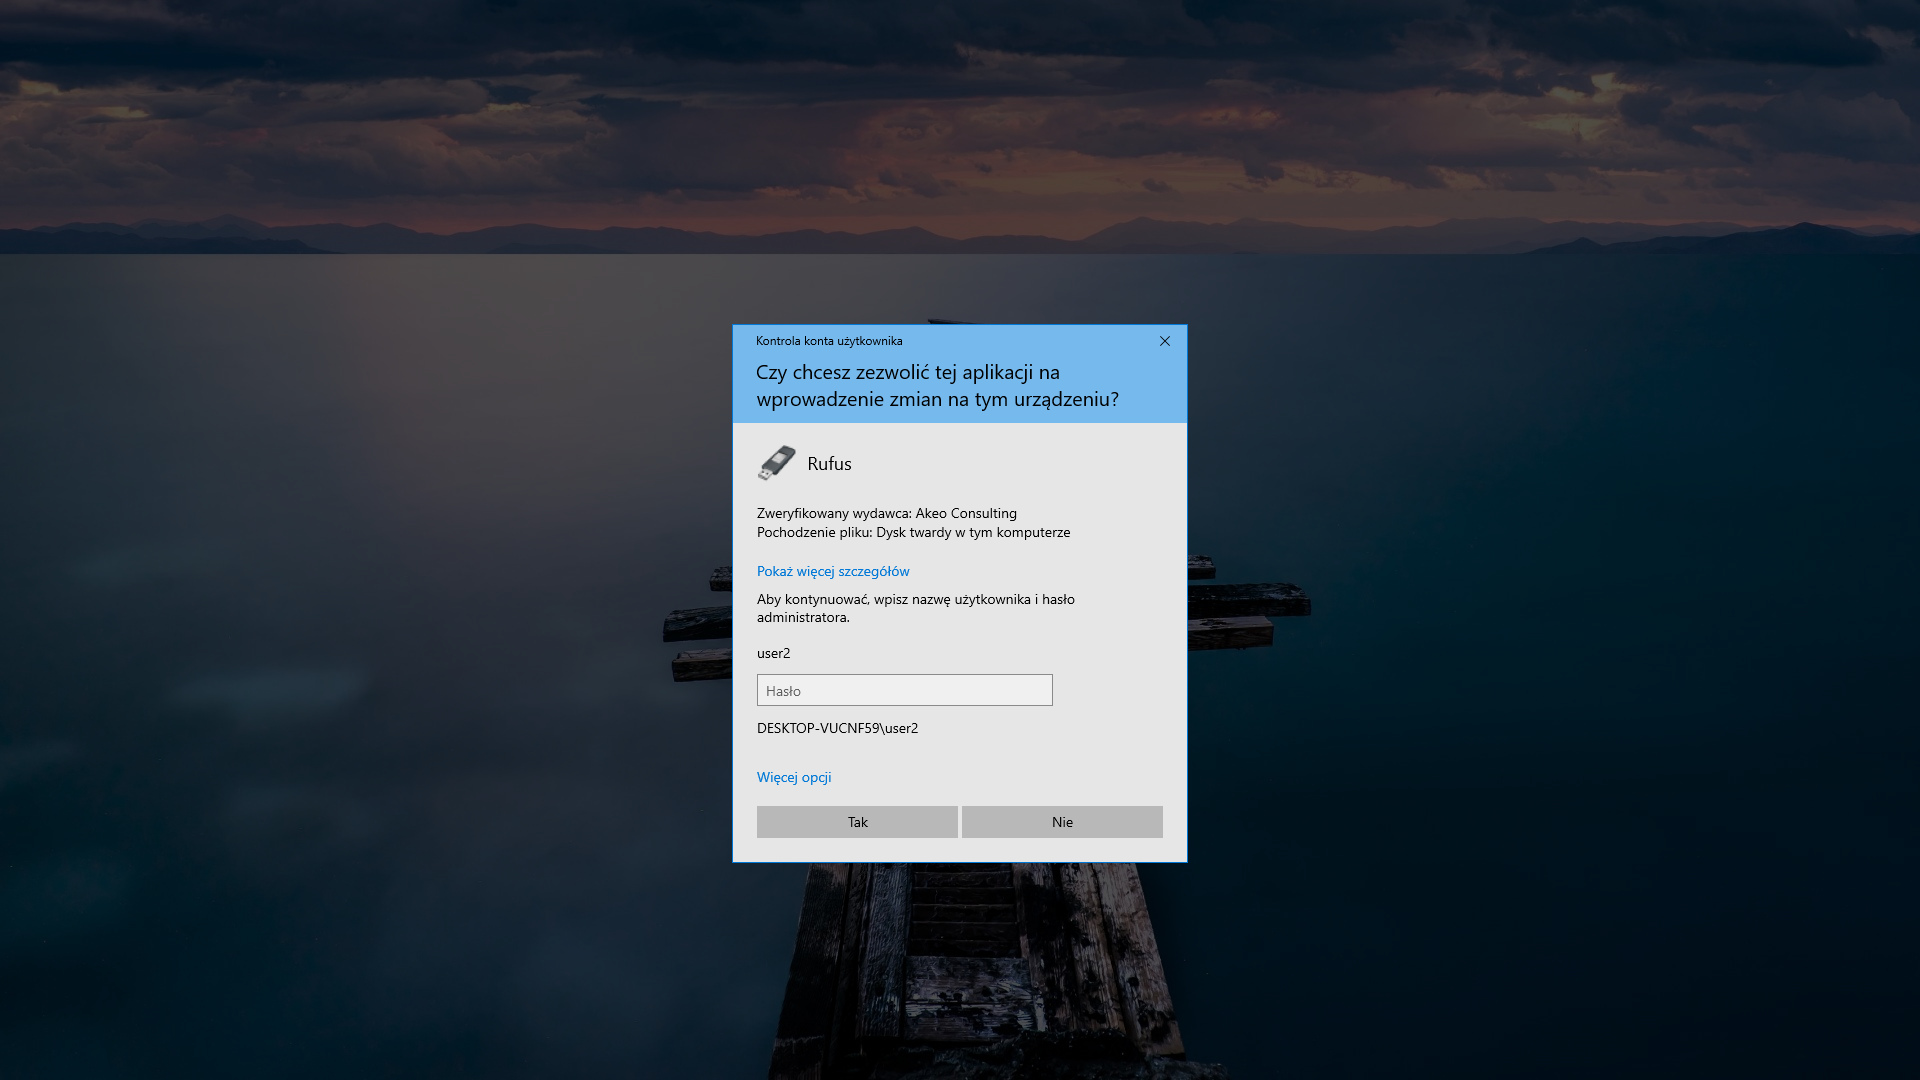 Kontrola konta użytkownika
Czy chcesz zezwolić tej aplikacji na
wprowadzenie zmian na tym urządzeniu?
Rufus
Zweryfikowany wydawca: Akeo Consulting
Pochodzenie pliku: Dysk twardy w tym komputerze
Pokaż więcej szczegółów
Aby kontynuować, wpisz nazwę użytkownika i hasło
administratora.
user2
Hasło
DESKTOP-VUCNF59\user2
Więcej opcji
Tak
Nie